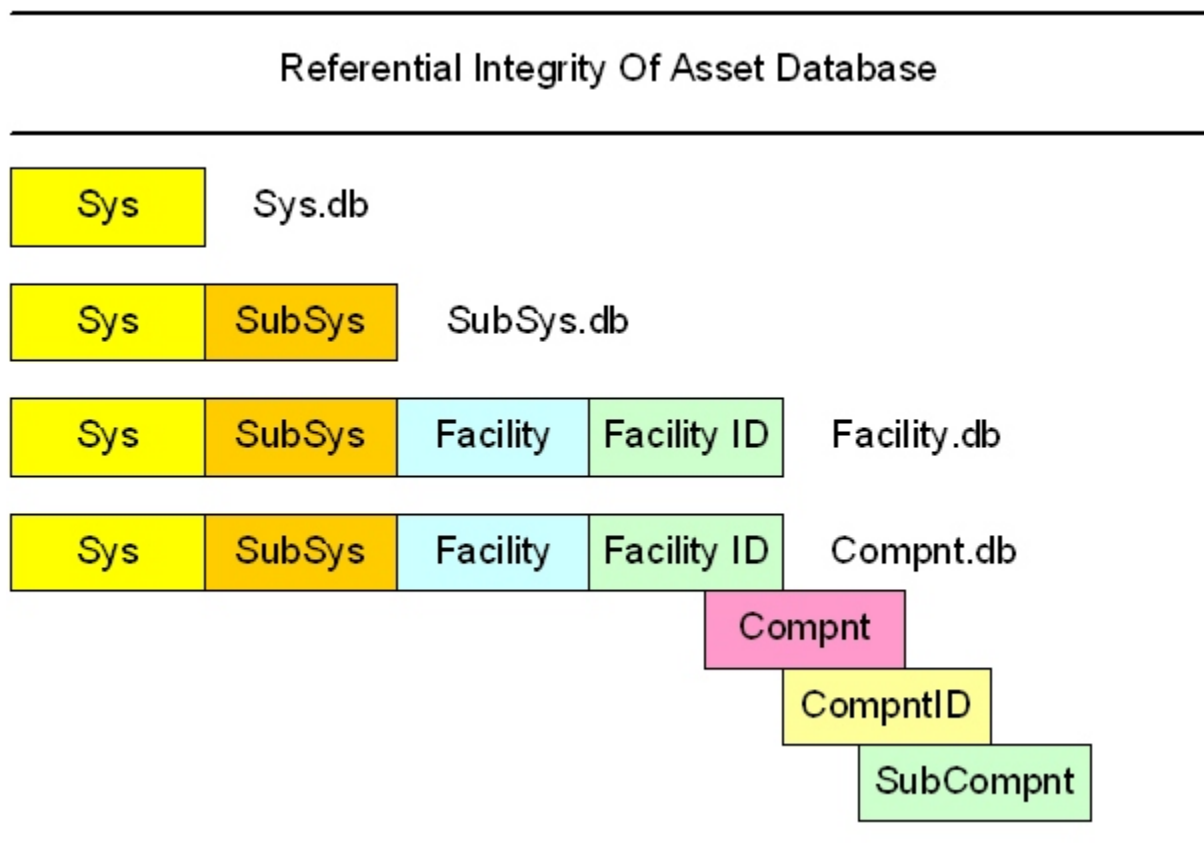 Referential Integrity Of Asset Database
Sys Sys.db
Sys SubSys SubSys.db
Sys SubSys Facility Facility ID Facility.db
Sys SubSys Facility Facility ID Compnt.db
Compnt
CompntID
SubCompnt